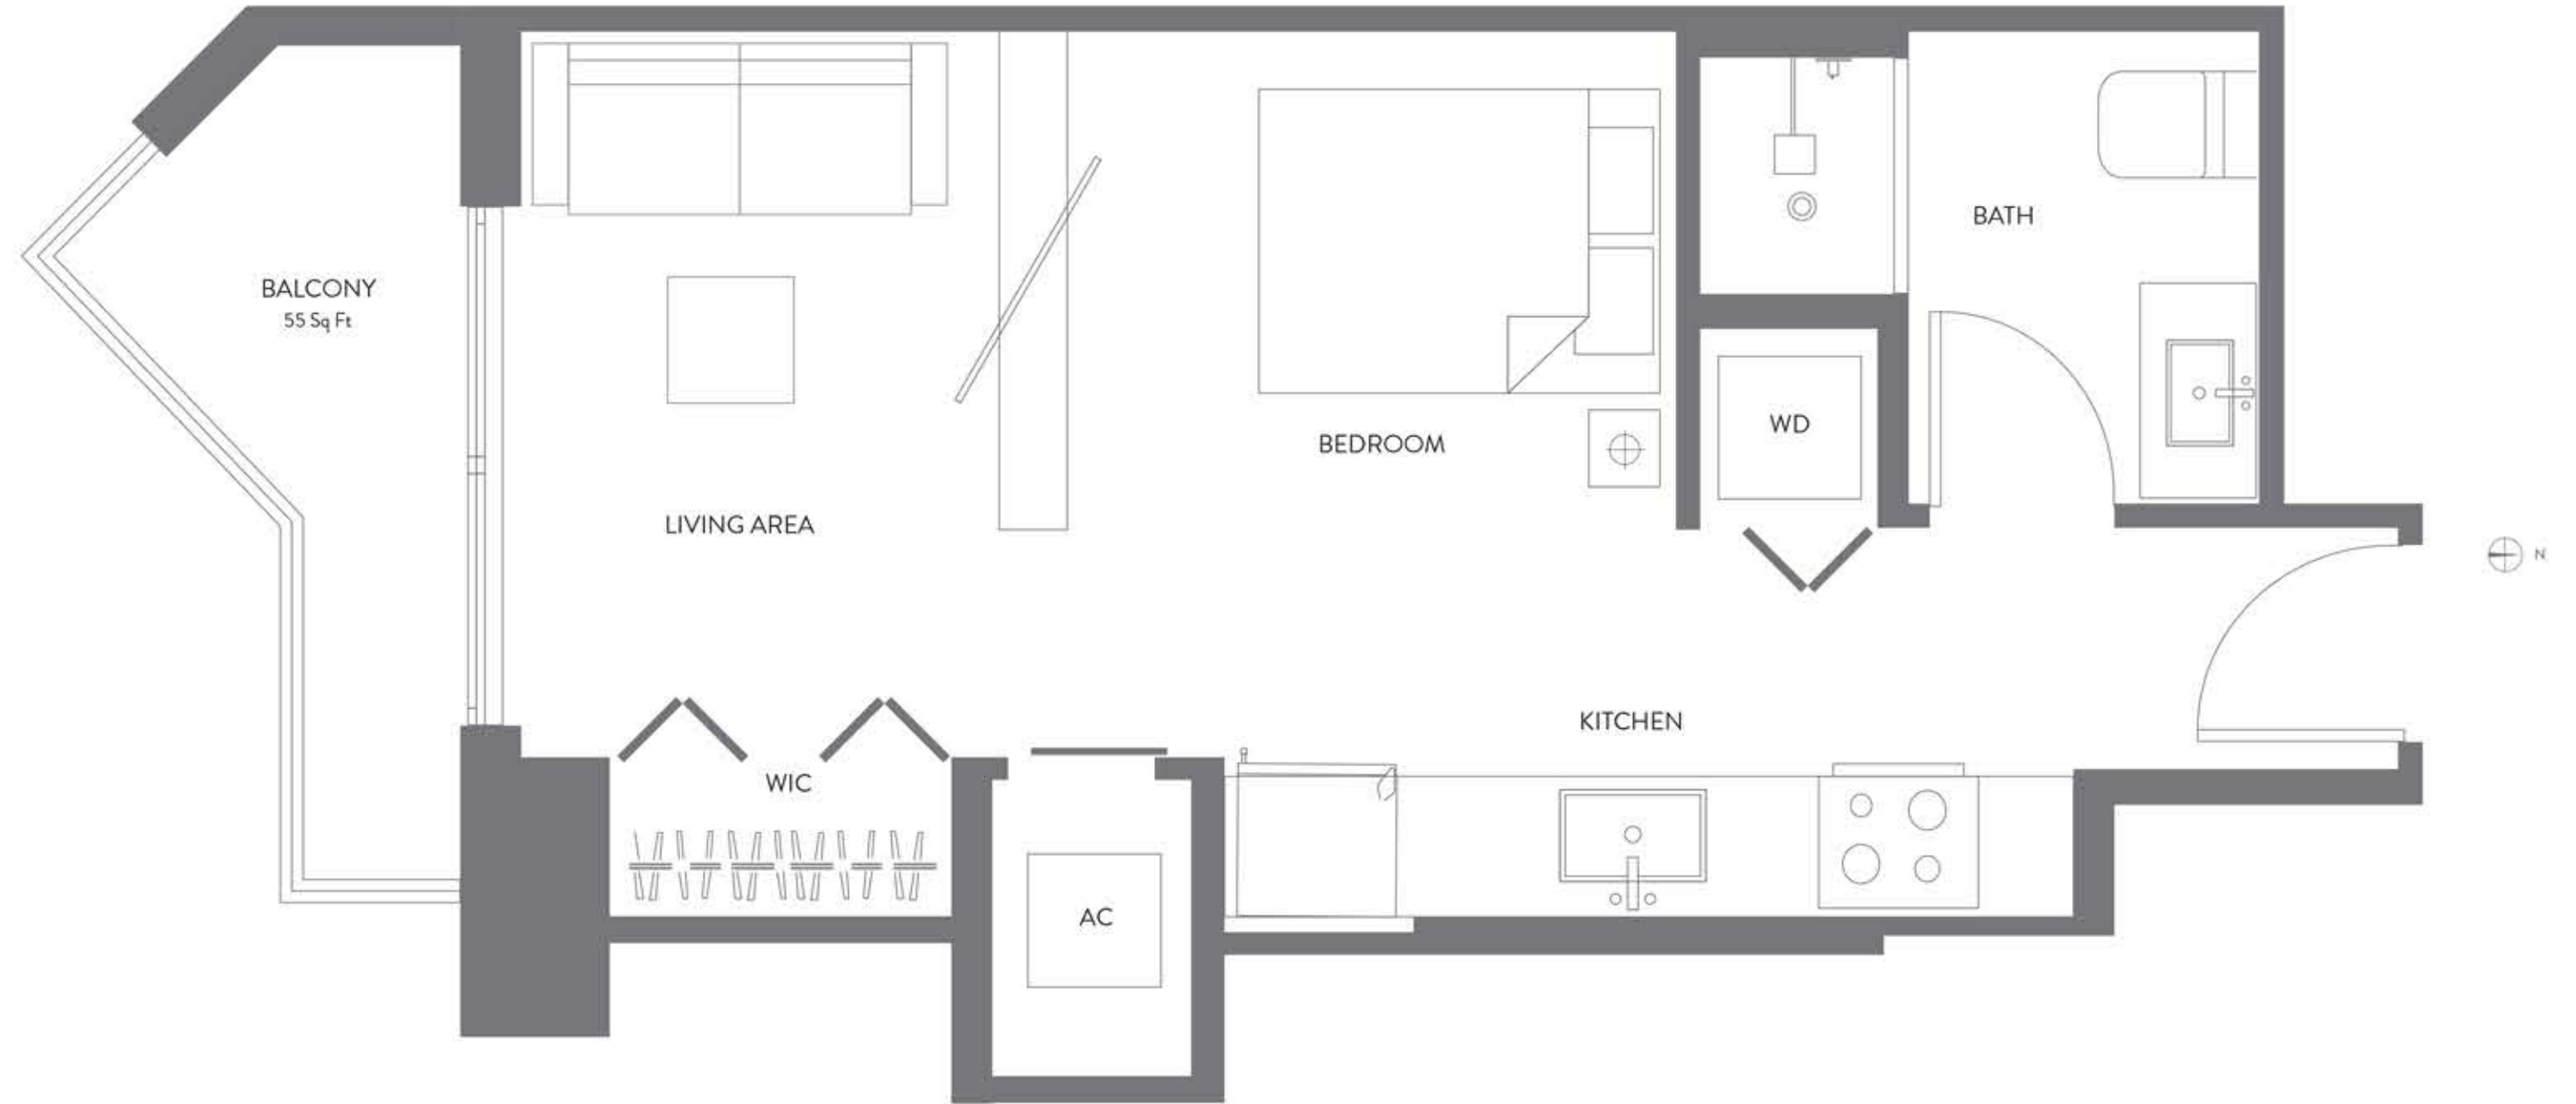 BALCONY
55 Sq Ft
LIVING AREA
BEDROOM
BATH
WD
N
KITCHEN
WIC
AC